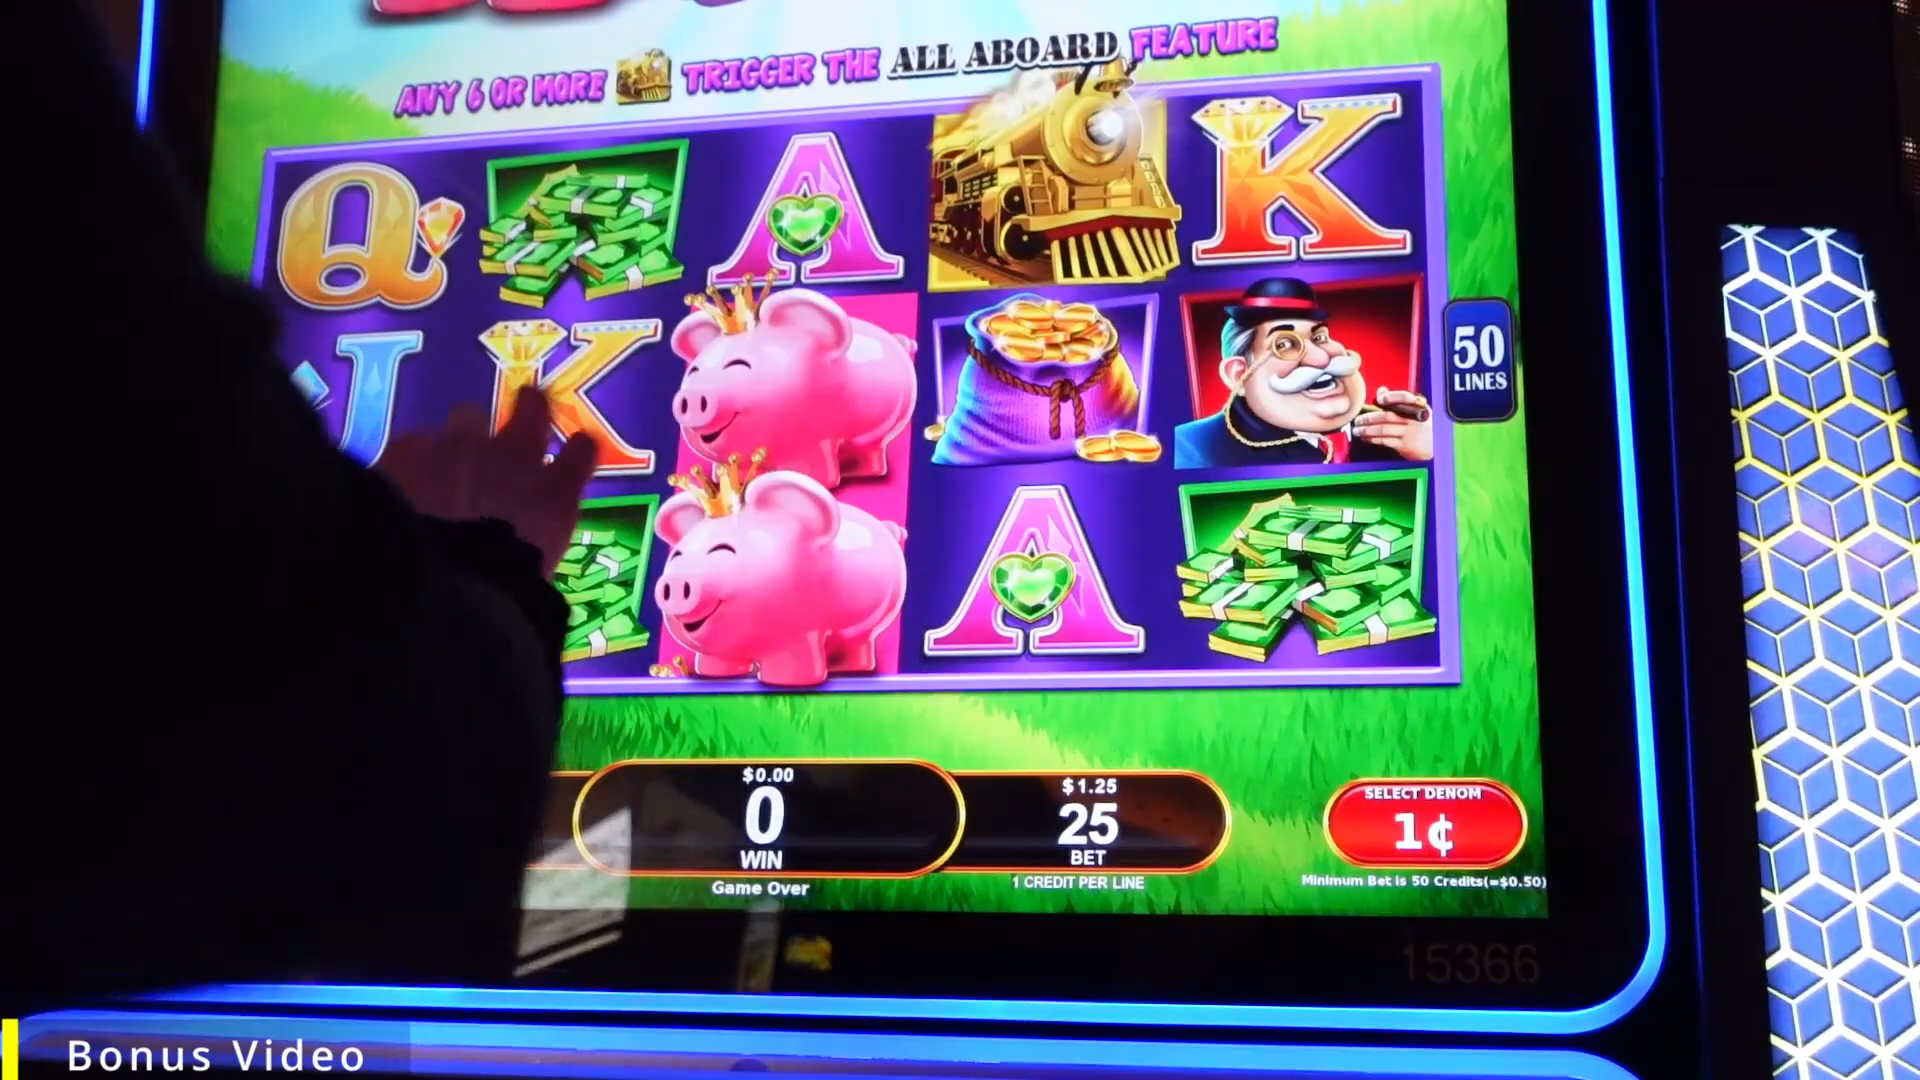 ANY 6 OR MORE TRIGGER THE ALL ABOARD FEATURE
Q
A
K
J
K
50
LINES
A
$0.00
0
WIN
Game Over
$1.25
25
BET
1 CREDIT PER LINE
SELECT DENOM
1¢
Minimum Bet is 50 Credits(=$0.50)
15366
Bonus Video